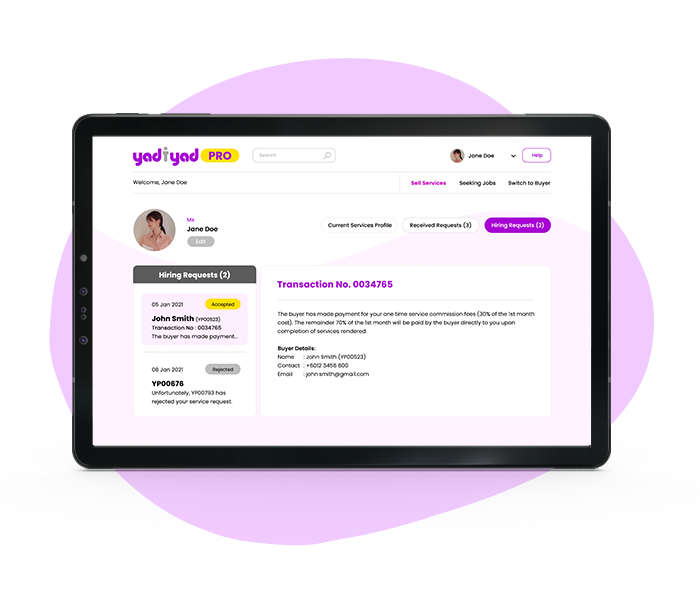 yadiyad PRO
Search
Jane Doe
Help
Welcome, Jane Doe
Sell Services
Seeking Jobs
Switch to Buyer
Ms
Jane Doe
Edit
Current Services Profile
Received Requests (3)
Hiring Requests (2)
Hiring Requests (2)
05 Jan 2021
Accepted
John Smith (YP00523)
Transaction No : 0034765
The buyer has made payment...
08 Jan 2021
Rejected
YP00676
Unfortunately, YP00793 has
rejected your service request.
Transaction No. 0034765
The buyer has made payment for your one time service commission fees (30% of the 1st month
cost). The remainder 70% of the 1st month will be paid by the buyer directly to you upon
completion of services rendered.
Buyer Details:
Name : John Smith (YP00523)
Contact : +6012 3456 800
Email : john.smith@gmail.com